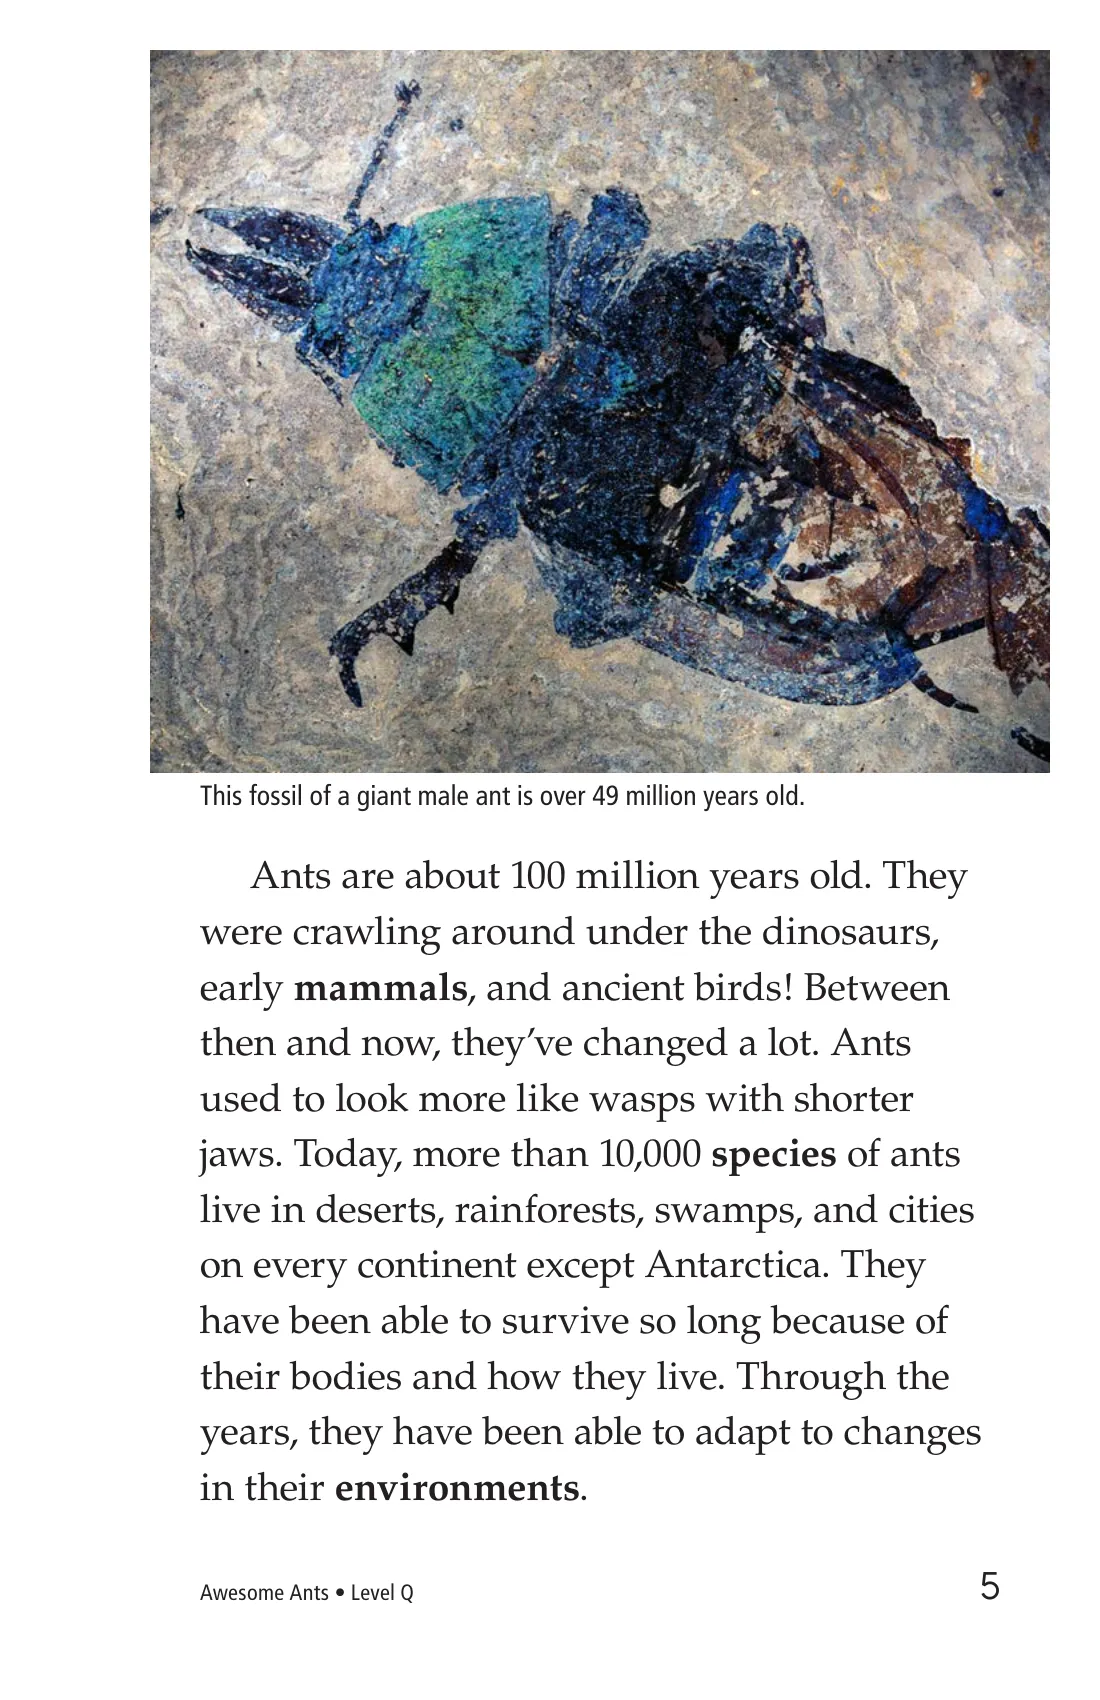 This fossil of a giant male ant is over 49 million years old.
Ants are about 100 million years old. They
were crawling around under the dinosaurs,
early mammals, and ancient birds! Between
then and now, they’ve changed a lot. Ants
used to look more like wasps with shorter
jaws. Today, more than 10,000 species of ants
live in deserts, rainforests, swamps, and cities
on every continent except Antarctica. They
have been able to survive so long because of
their bodies and how they live. Through the
years, they have been able to adapt to changes
in their environments.
Awesome Ants • Level Q
5